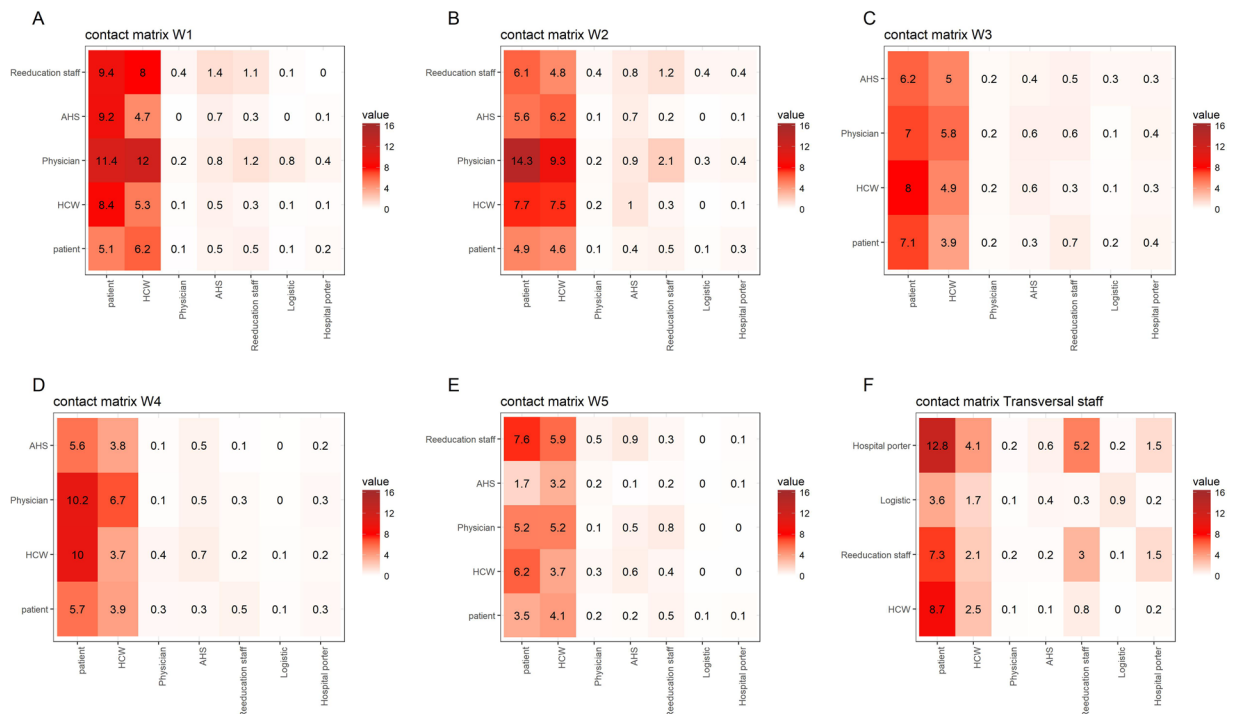 A
contact matrix W1
Reeducation staff 9.4 8 0.4 1.4 1.1 0.1 0
AHS 9.2 4.7 0 0.7 0.3 0 0.1
Physician 11.4 12 0.2 0.8 1.2 0.8 0.4
HCW 8.4 5.3 0.1 0.5 0.3 0.1 0.1
patient 5.1 6.2 0.1 0.5 0.5 0.1 0.2
patient HCW Physician AHS Reeducation staff Logistic Hospital porter
value
16
12
8
4
0
B
contact matrix W2
Reeducation staff 6.1 4.8 0.4 0.8 1.2 0.4 0.4
AHS 5.6 6.2 0.1 0.7 0.2 0 0.1
Physician 14.3 9.3 0.2 0.9 2.1 0.3 0.4
HCW 7.7 7.5 0.2 1 0.3 0 0.1
patient 4.9 4.6 0.1 0.4 0.5 0.1 0.3
patient HCW Physician AHS Reeducation staff Logistic Hospital porter
value
16
12
8
4
0
C
contact matrix W3
AHS 6.2 5 0.2 0.4 0.5 0.3 0.3
Physician 7 5.8 0.2 0.6 0.6 0.1 0.4
HCW 8 4.9 0.2 0.6 0.3 0.1 0.3
patient 7.1 3.9 0.2 0.3 0.7 0.2 0.4
patient HCW Physician AHS Reeducation staff Logistic Hospital porter
value
16
12
8
4
0
D
contact matrix W4
AHS 5.6 3.8 0.1 0.5 0.1 0 0.2
Physician 10.2 6.7 0.1 0.5 0.3 0 0.3
HCW 10 3.7 0.4 0.7 0.2 0.1 0.2
patient 5.7 3.9 0.3 0.3 0.5 0.1 0.3
patient HCW Physician AHS Reeducation staff Logistic Hospital porter
value
16
12
8
4
0
E
contact matrix W5
Reeducation staff 7.6 5.9 0.5 0.9 0.3 0 0.1
AHS 1.7 3.2 0.2 0.1 0.2 0 0.1
Physician 5.2 5.2 0.1 0.5 0.8 0 0
HCW 6.2 3.7 0.3 0.6 0.4 0 0
patient 3.5 4.1 0.2 0.2 0.5 0.1 0.1
patient HCW Physician AHS Reeducation staff Logistic Hospital porter
value
16
12
8
4
0
F
contact matrix Transversal staff
Hospital porter 12.8 4.1 0.2 0.6 5.2 0.2 1.5
Logistic 3.6 1.7 0.1 0.4 0.3 0.9 0.2
Reeducation staff 7.3 2.1 0.2 0.2 3 0.1 1.5
HCW 8.7 2.5 0.1 0.1 0.8 0 0.2
patient HCW Physician AHS Reeducation staff Logistic Hospital porter
value
16
12
8
4
0